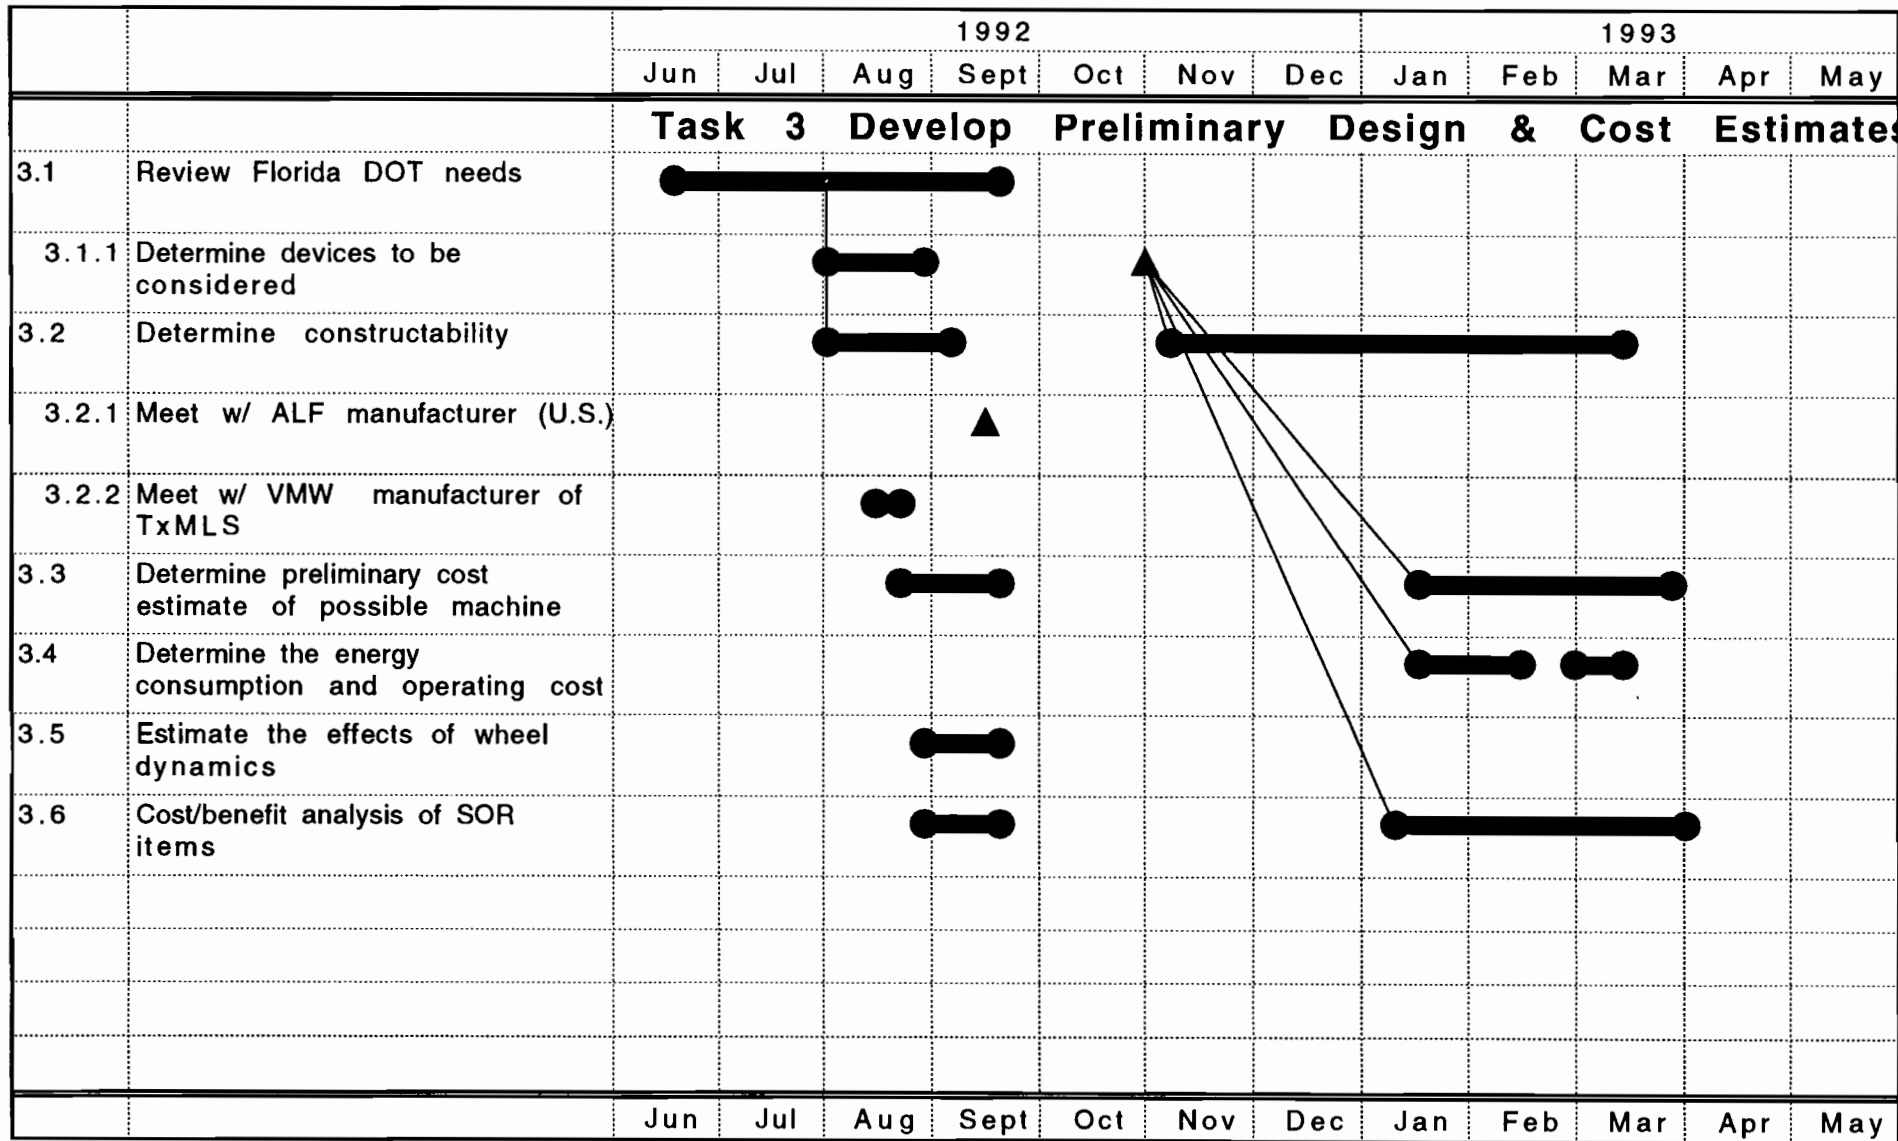 1992 1993
Jun Jul Aug Sept Oct Nov Dec Jan Feb Mar Apr May
Task 3 Develop Preliminary Design & Cost Estimates
3.1 Review Florida DOT needs
3.1.1 Determine devices to be
considered
3.2 Determine constructability
3.2.1 Meet w/ ALF manufacturer (U.S.)
3.2.2 Meet w/ VMW manufacturer of
TxMLS
3.3 Determine preliminary cost
estimate of possible machine
3.4 Determine the energy
consumption and operating cost
3.5 Estimate the effects of wheel
dynamics
3.6 Cost/benefit analysis of SOR
items
Jun Jul Aug Sept Oct Nov Dec Jan Feb Mar Apr May